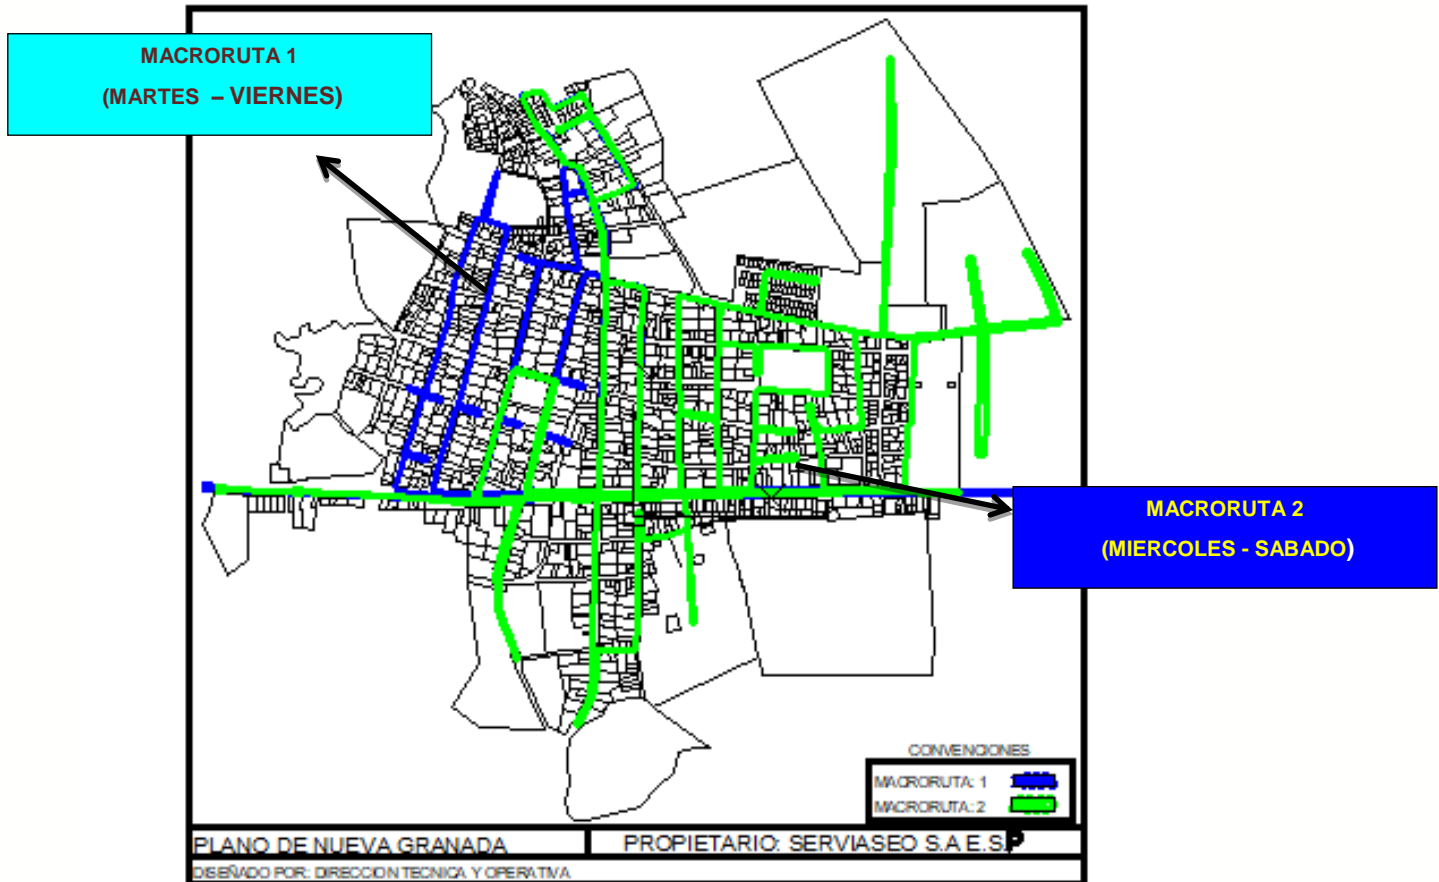 MACRORUTA 1
(MARTES – VIERNES)
MACRORUTA 2
(MIERCOLES - SABADO)
CONVENCIONES
MACRORUTA: 1
MACRORUTA: 2
PLANO DE NUEVA GRANADA
PROPIETARIO: SERVIASEO S.A E.S.P
DISEÑADO POR: DIRECCION TECNICA Y OPERATIVA